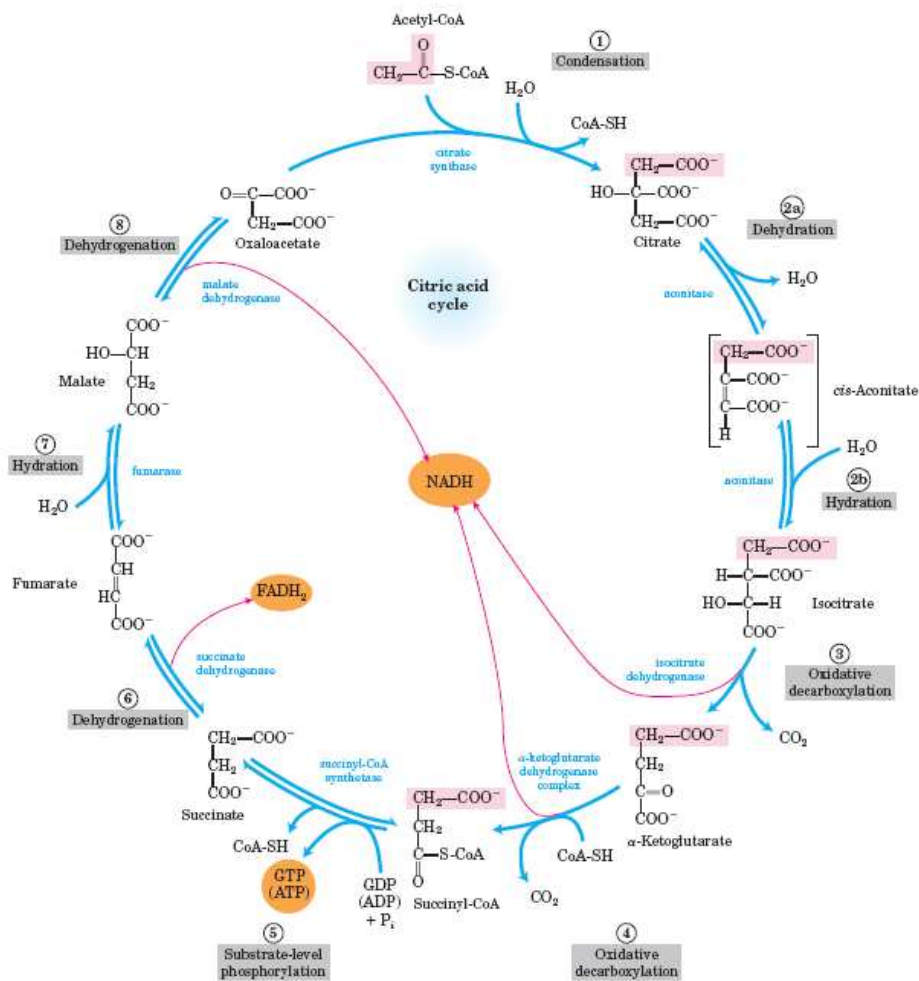 Acetyl-CoA
O
CH₂—C—S-CoA
①
Condensation
H₂O
CoA-SH
citrate
synthase
CH₂—COO⁻
HO—C—COO⁻
CH₂—COO⁻
Citrate
②a
Dehydration
H₂O
aconitase
CH₂—COO⁻
C—COO⁻
C—COO⁻
H
cis-Aconitate
H₂O
aconitase
②b
Hydration
CH₂—COO⁻
H—C—COO⁻
HO—C—H
COO⁻
Isocitrate
③
Oxidative
decarboxylation
isocitrate
dehydrogenase
CO₂
CH₂—COO⁻
CH₂
C=O
COO⁻
α-Ketoglutarate
α-ketoglutarate
dehydrogenase
complex
CoA-SH
CO₂
④
Oxidative
decarboxylation
CH₂—COO⁻
CH₂
C—S-CoA
O
Succinyl-CoA
succinyl-CoA
synthetase
GDP
(ADP)
+ Pᵢ
GTP
(ATP)
CoA-SH
⑤
Substrate-level
phosphorylation
CH₂—COO⁻
CH₂
COO⁻
Succinate
⑥
Dehydrogenation
succinate
dehydrogenase
FADH₂
COO⁻
CH
HC
COO⁻
Fumarate
⑦
Hydration
H₂O
fumarase
COO⁻
HO—CH
CH₂
COO⁻
Malate
⑧
Dehydrogenation
malate
dehydrogenase
O=C—COO⁻
CH₂—COO⁻
Oxaloacetate
Citric acid
cycle
NADH